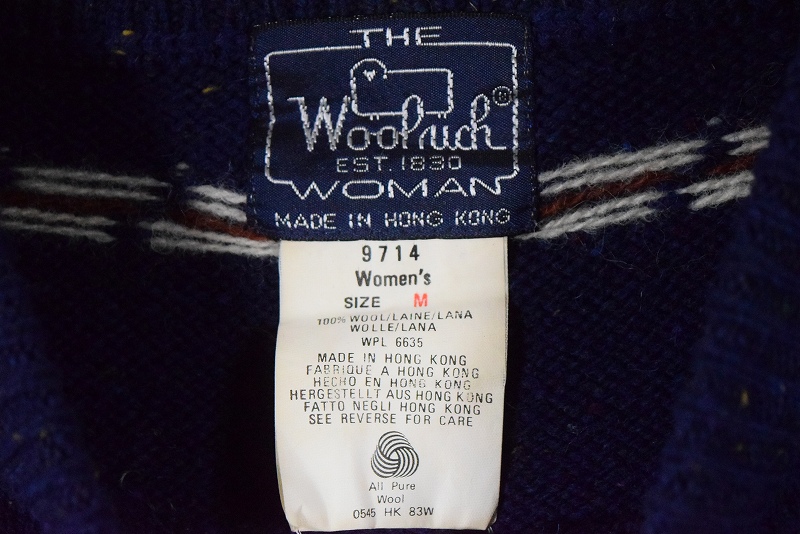 THE
Woolrich®
EST. 1830
WOMAN
MADE IN HONG KONG
9714
Women's
SIZE M
100% WOOL/LAINE/LANA
WOLLE/LANA
WPL 6635
MADE IN HONG KONG
FABRIQUE A HONG KONG
HECHO EN HONG KONG
HERGESTELLT AUS HONG KONG
FATTO NEGLI HONG KONG
SEE REVERSE FOR CARE
All Pure
Wool
0545 HK 83W